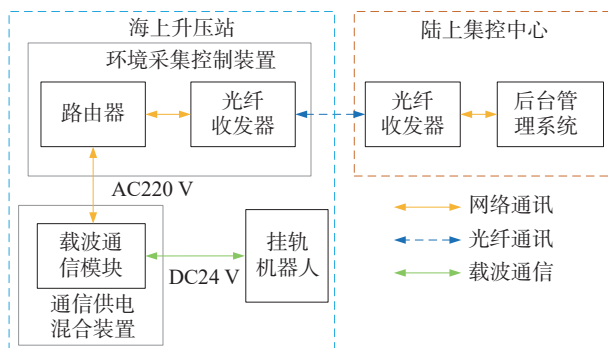 海上升压站
环境采集控制装置
路由器
光纤
收发器
陆上集控中心
光纤
收发器
后台管
理系统
AC220 V
载波通
信模块
DC24 V
挂轨
机器人
通信供电
混合装置
网络通讯
光纤通讯
载波通信